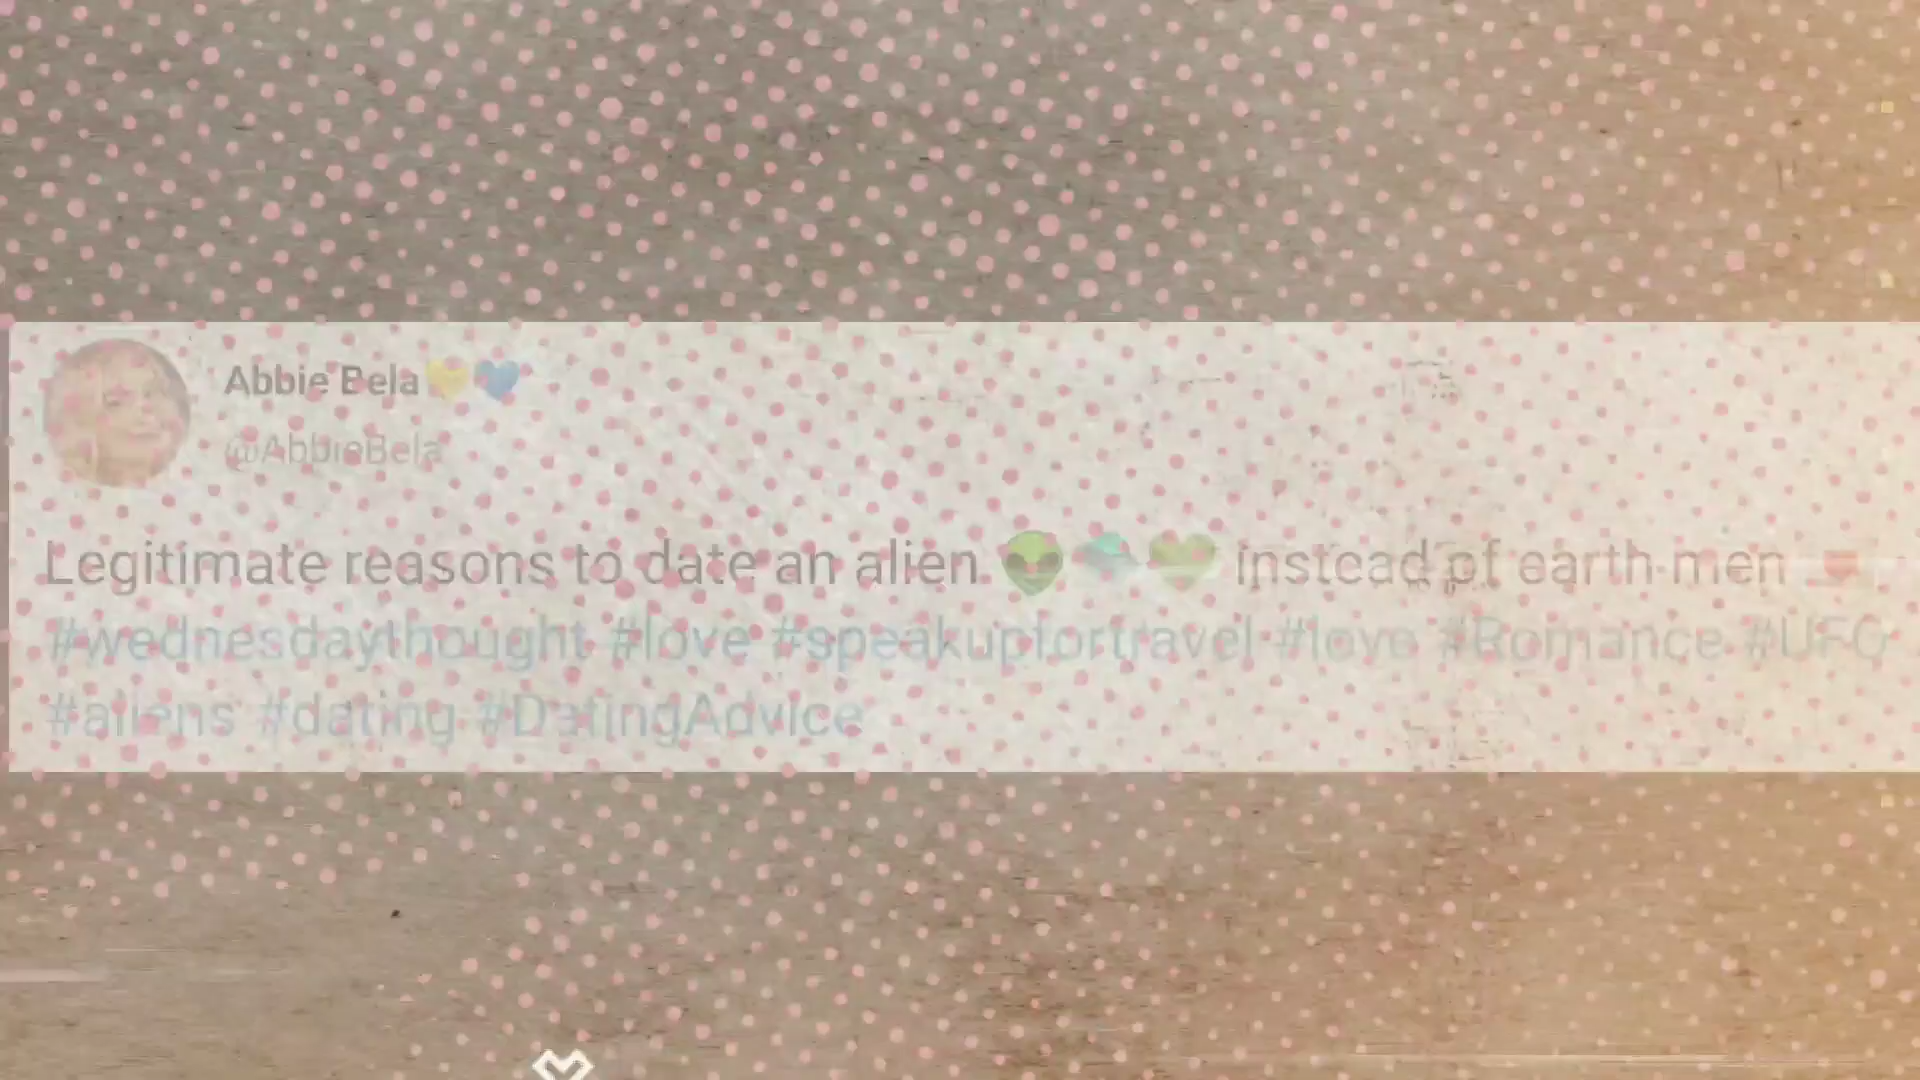 Abbie Bela💛💙
@AbbieBela
Legitimate reasons to date an alien 👽🛸💚 instead of earth men
#wednesdaythought #love #speakupfortravel #love #Romance #UFO
#aliens #dating #DatingAdvice